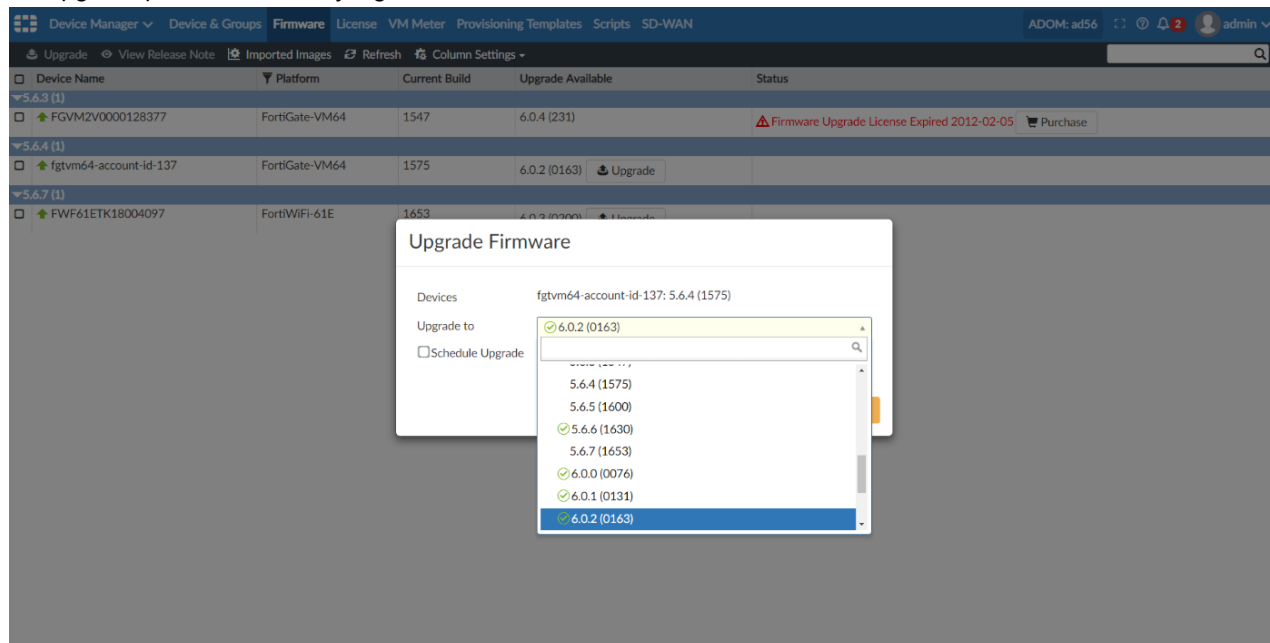 Device Manager Device & Groups Firmware License VM Meter Provisioning Templates Scripts SD-WAN ADOM: ad56 2 admin
Upgrade View Release Note Imported Images Refresh Column Settings
Device Name Platform Current Build Upgrade Available Status
5.6.3 (1)
FGVM2V0000128377 FortiGate-VM64 1547 6.0.4 (231) Firmware Upgrade License Expired 2012-02-05 Purchase
5.6.4 (1)
fgtvm64-account-id-137 FortiGate-VM64 1575 6.0.2 (0163) Upgrade
5.6.7 (1)
FWF61ETK18004097 FortiWiFi-61E 1653 Upgrade
Upgrade Firmware
Devices fgtvm64-account-id-137: 5.6.4 (1575)
Upgrade to 6.0.2 (0163)
Schedule Upgrade
5.6.4 (1575)
5.6.5 (1600)
5.6.6 (1630)
5.6.7 (1653)
6.0.0 (0076)
6.0.1 (0131)
6.0.2 (0163)